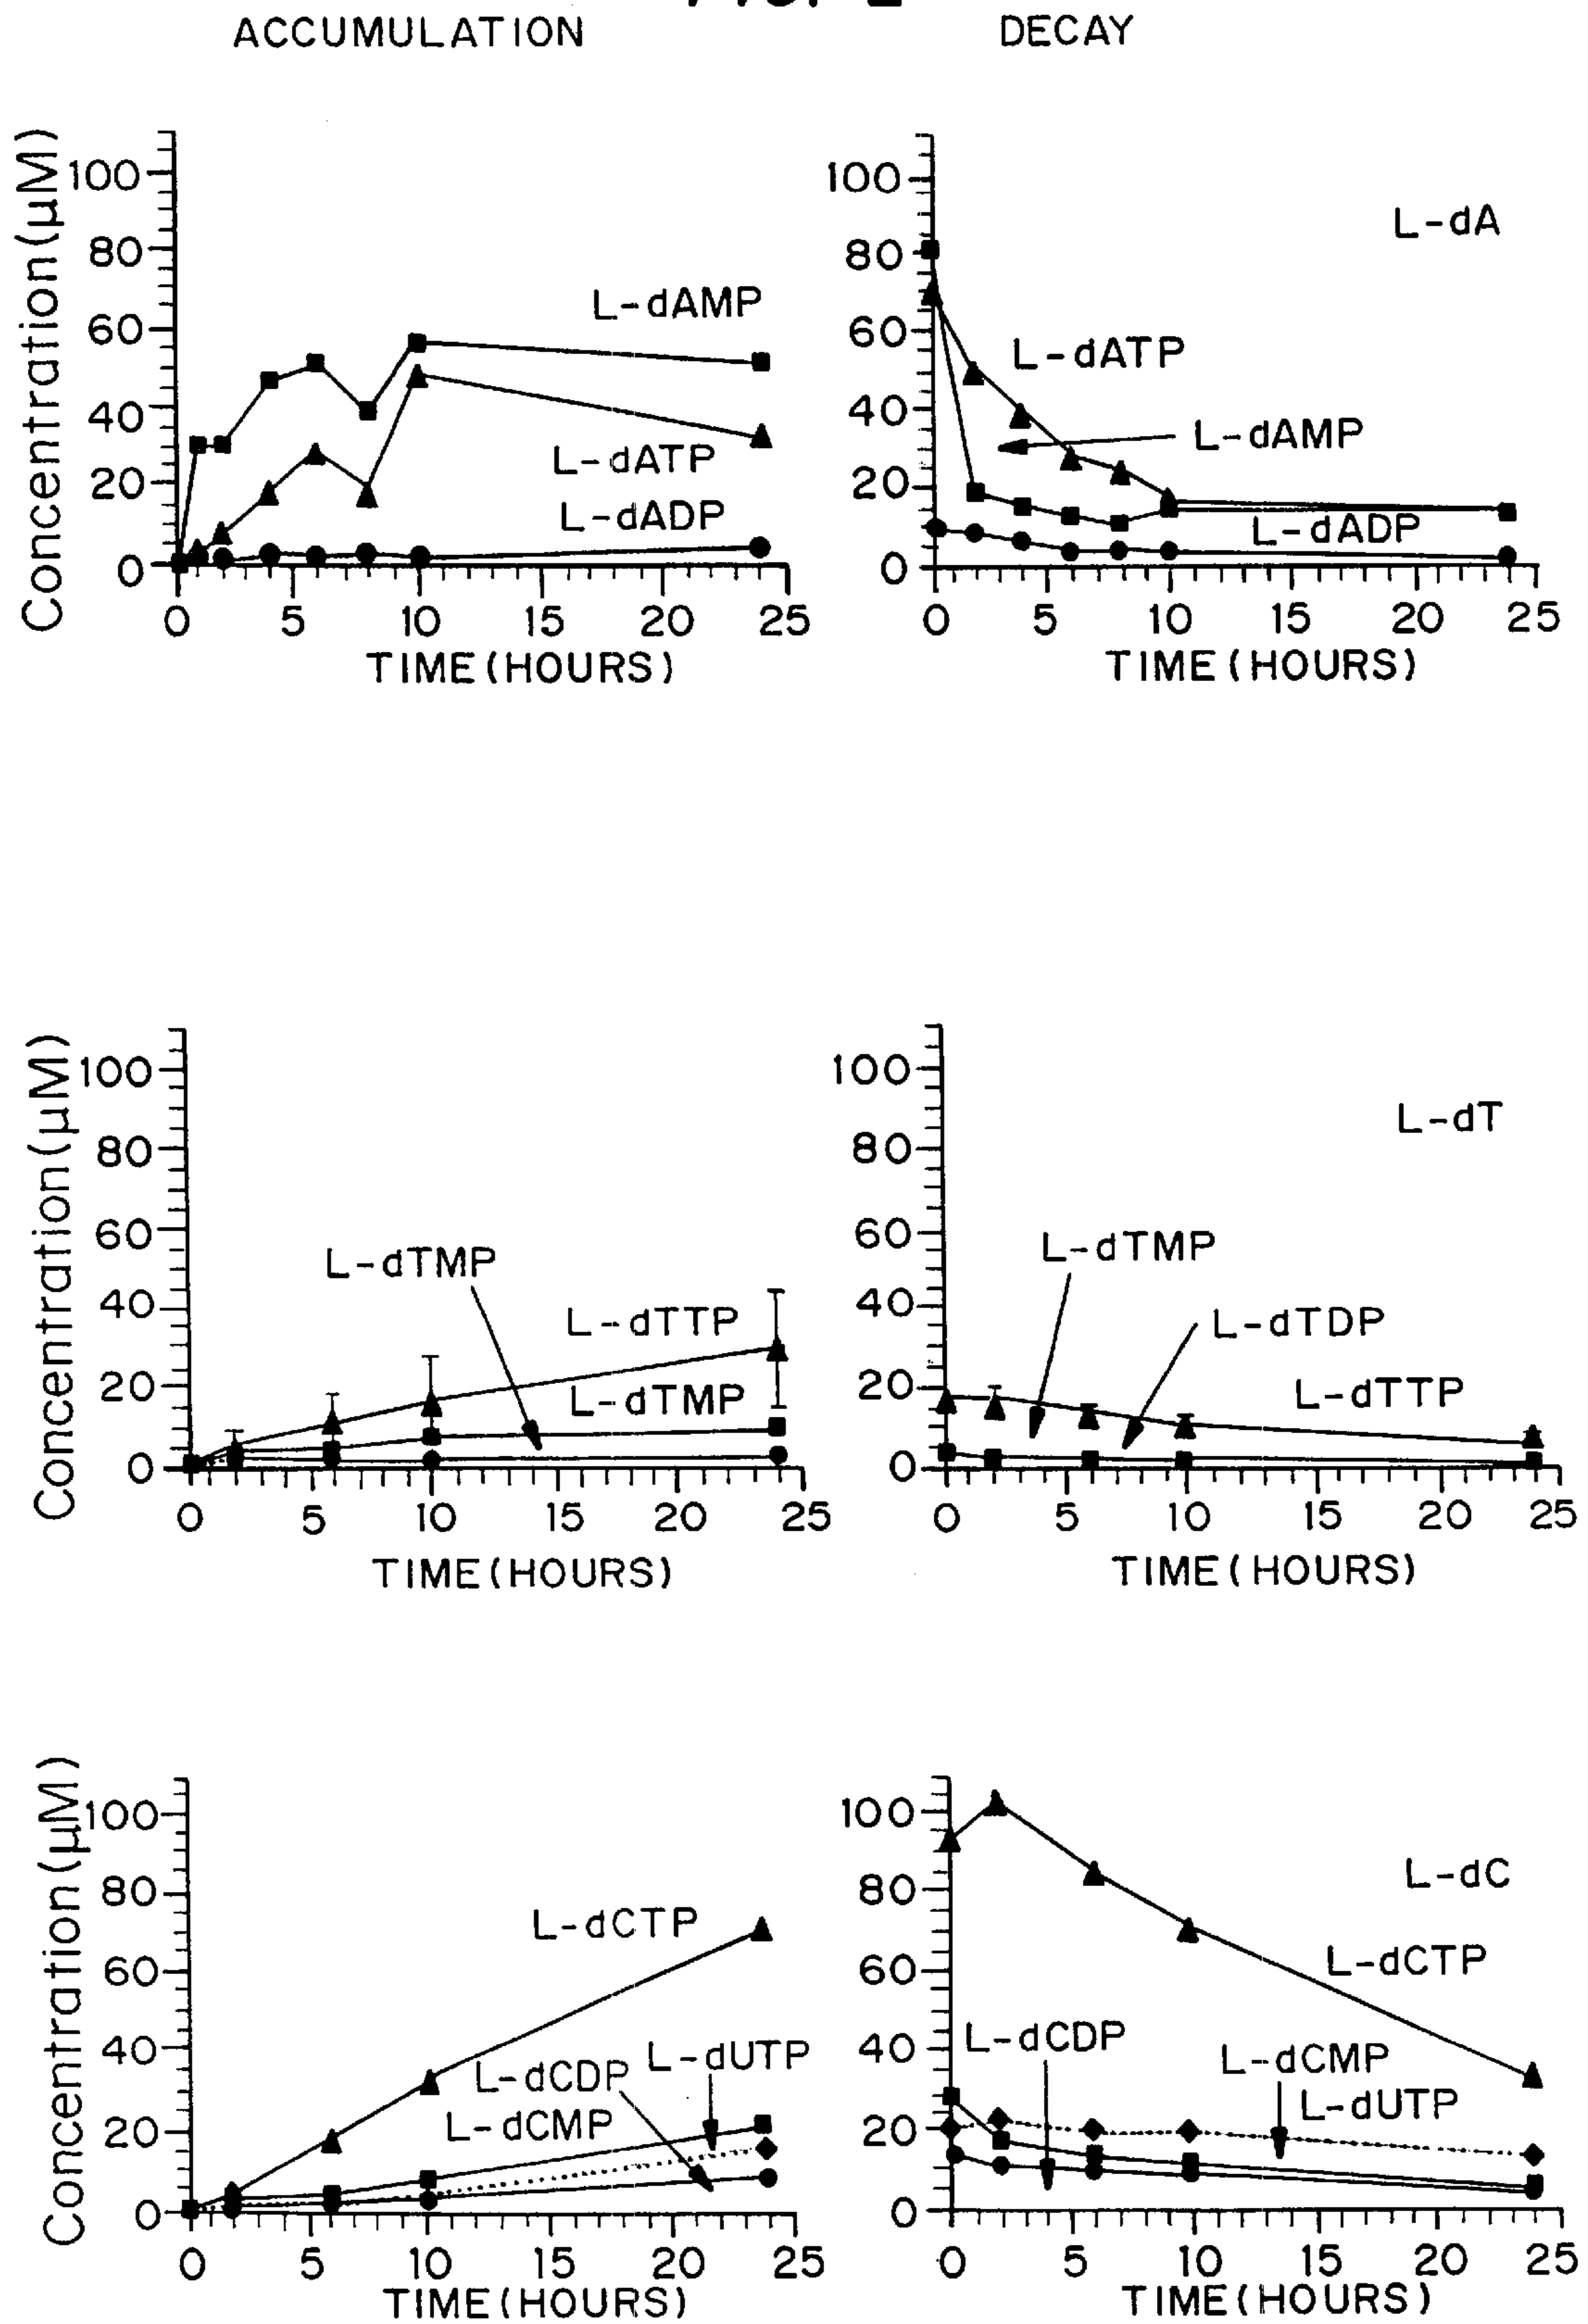 ACCUMULATION DECAY
Concentration (µM)
100
80
60
40
20
0
L-dAMP
L-dATP
L-dADP
0 5 10 15 20 25
TIME (HOURS)
100
80
60
40
20
0
L-dA
L-dATP
L-dAMP
L-dADP
0 5 10 15 20 25
TIME (HOURS)
Concentration (µM)
100
80
60
40
20
0
L-dTMP
L-dTTP
L-dTMP
0 5 10 15 20 25
TIME (HOURS)
100
80
60
40
20
0
L-dT
L-dTMP
L-dTDP
L-dTTP
0 5 10 15 20 25
TIME (HOURS)
Concentration (µM)
100
80
60
40
20
0
L-dCTP
L-dUTP
L-dCDP
L-dCMP
0 5 10 15 20 25
TIME (HOURS)
100
80
60
40
20
0
L-dC
L-dCTP
L-dCDP
L-dCMP
L-dUTP
0 5 10 15 20 25
TIME (HOURS)